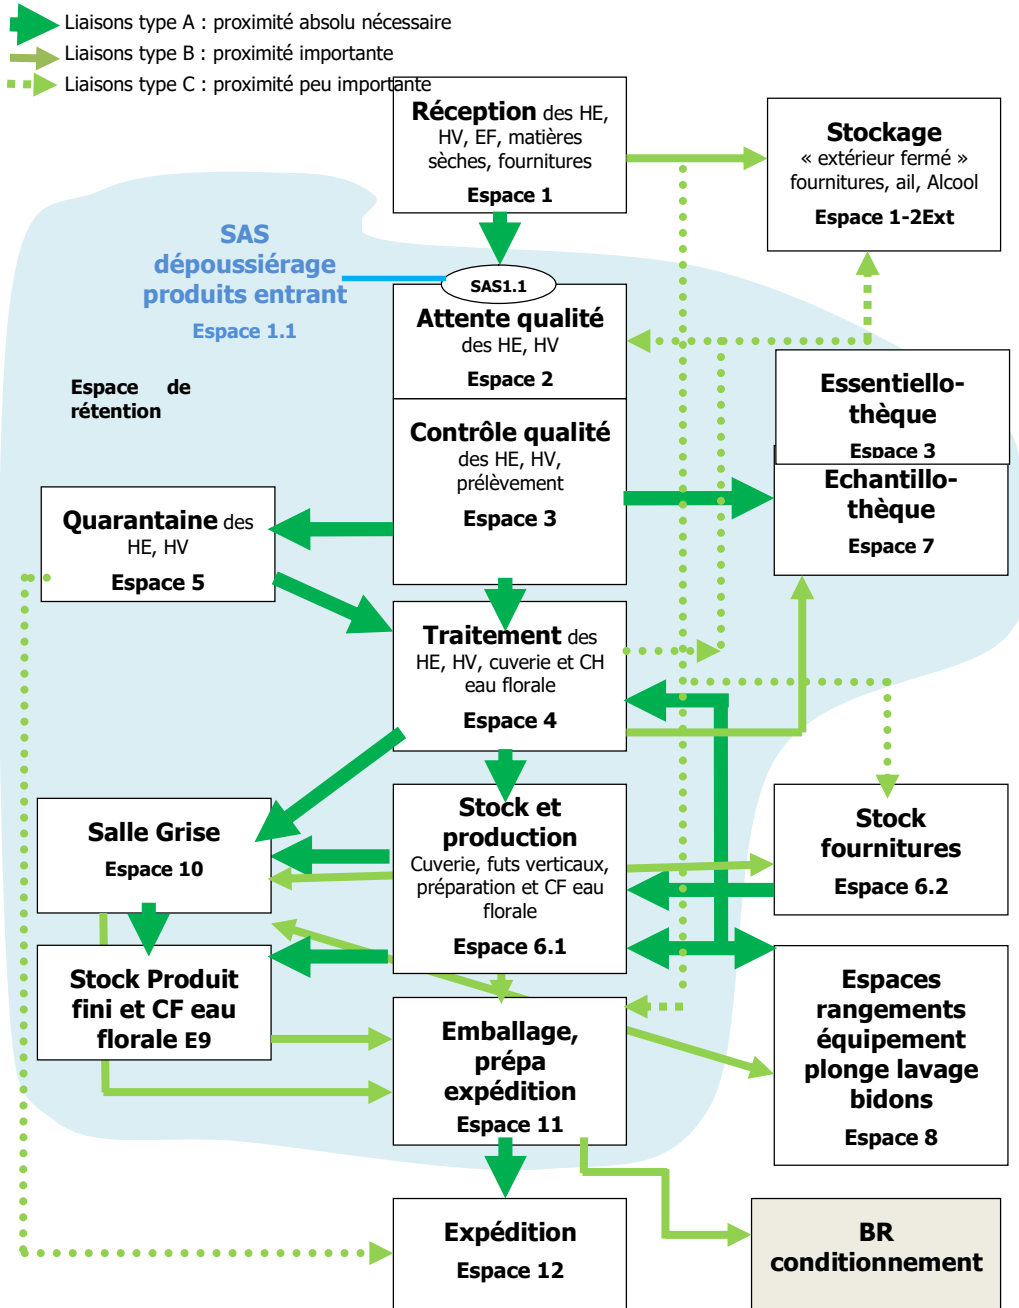 Liaisons type A : proximité absolu nécessaire
Liaisons type B : proximité importante
Liaisons type C : proximité peu importante
Réception des HE,
HV, EF, matières
sèches, fournitures
Espace 1
Stockage
« extérieur fermé »
fournitures, ail, Alcool
Espace 1-2Ext
SAS
dépoussiérage
produits entrant
Espace 1.1
SAS1.1
Attente qualité
des HE, HV
Espace 2
Espace de
rétention
Essentiello-
thèque
Espace 3
Contrôle qualité
des HE, HV,
prélèvement
Espace 3
Echantillo-
thèque
Espace 7
Quarantaine des
HE, HV
Espace 5
Traitement des
HE, HV, cuverie et CH
eau florale
Espace 4
Salle Grise
Espace 10
Stock et
production
Cuverie, futs verticaux,
préparation et CF eau
florale
Espace 6.1
Stock
fournitures
Espace 6.2
Stock Produit
fini et CF eau
florale E9
Emballage,
prépa
expédition
Espace 11
Espaces
rangements
équipement
plonge lavage
bidons
Espace 8
Expédition
Espace 12
BR
conditionnement